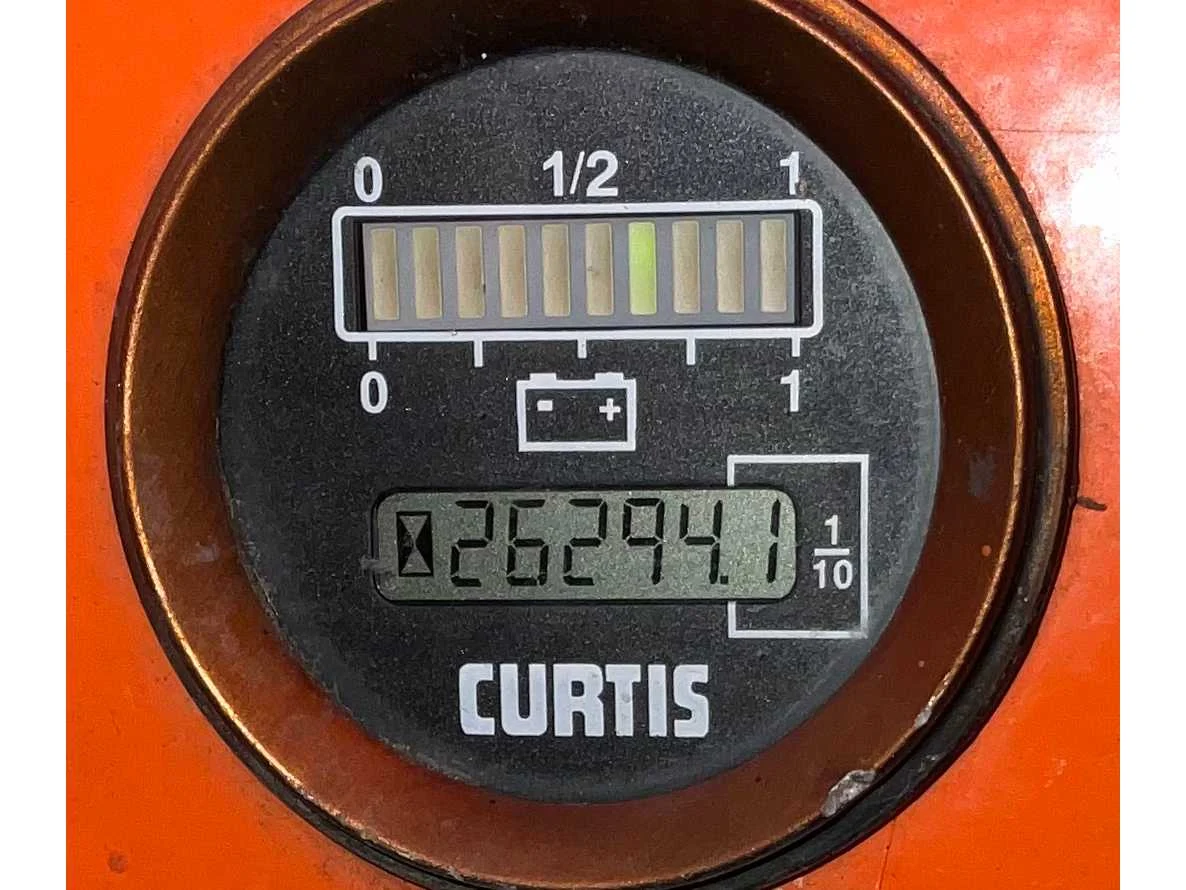 0 1/2 1
0 1
- +
26294.1
1/10
CURTIS